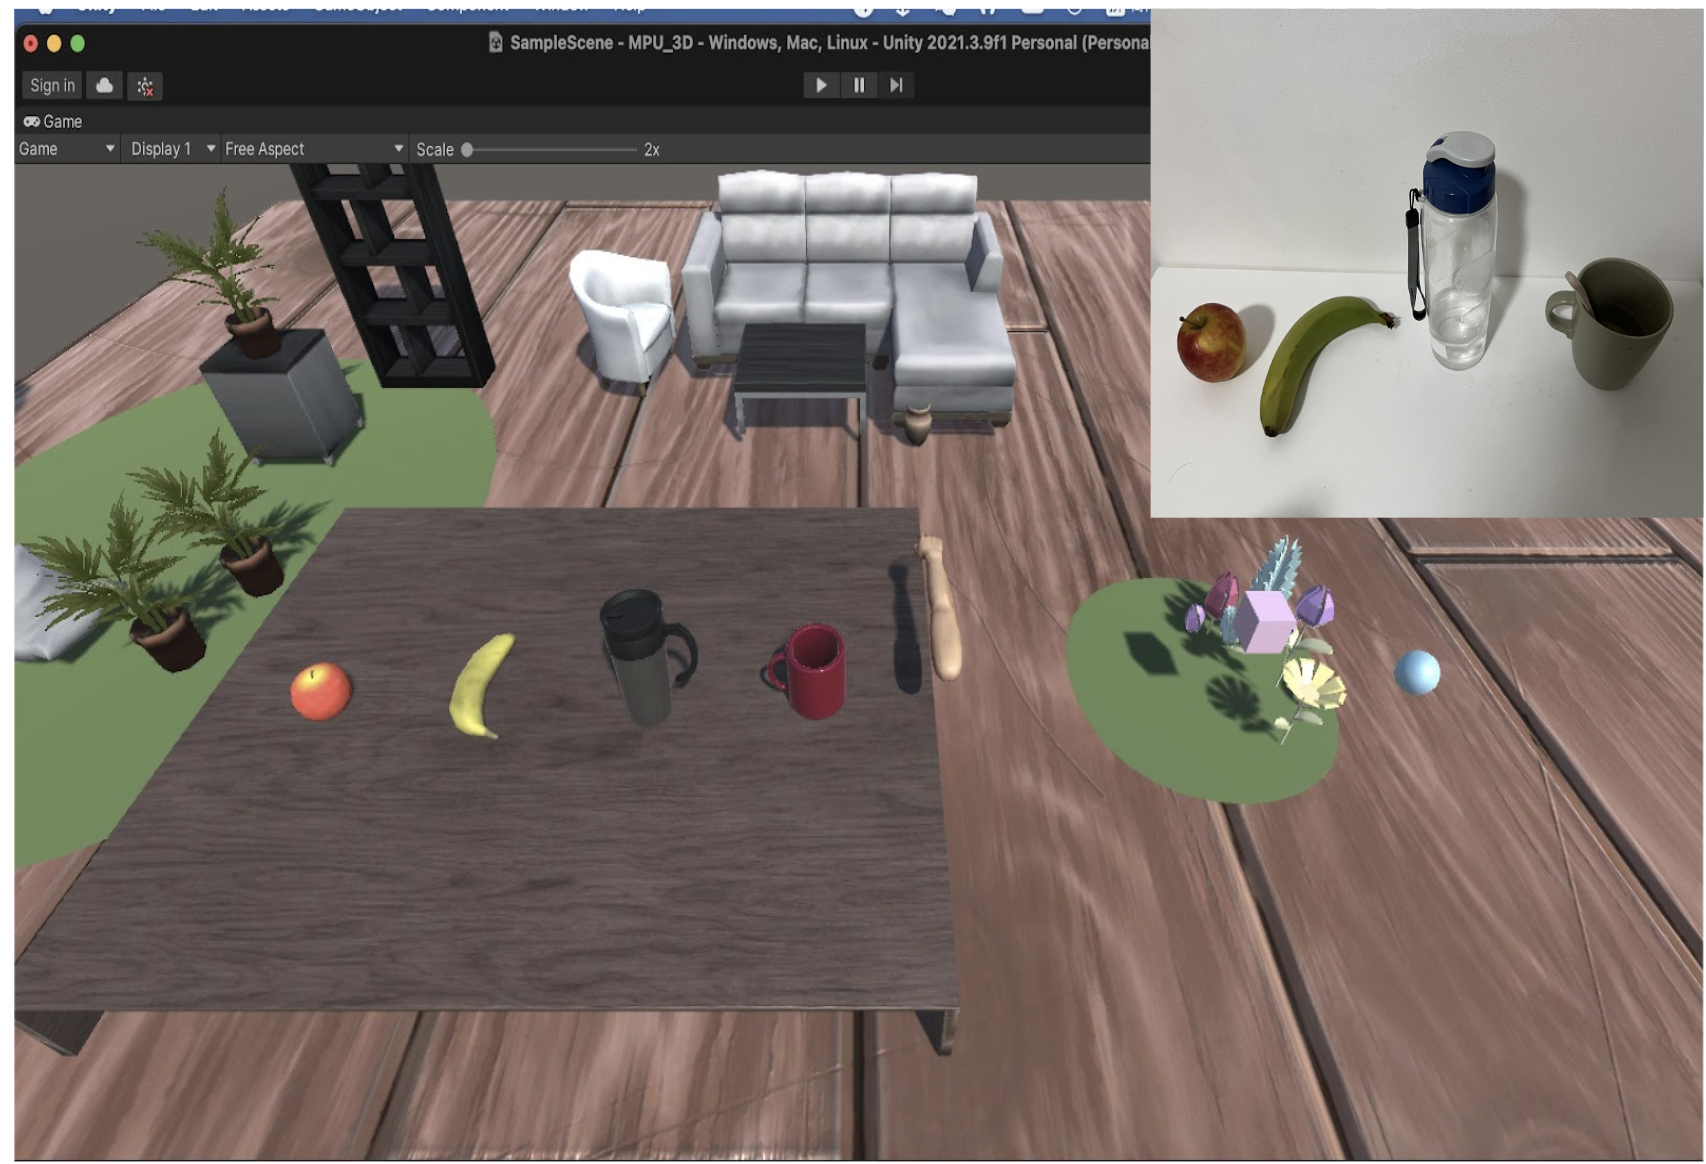 SampleScene - MPU_3D - Windows, Mac, Linux - Unity 2021.3.9f1 Personal
Sign in
Game
Game Display 1 Free Aspect Scale 2x